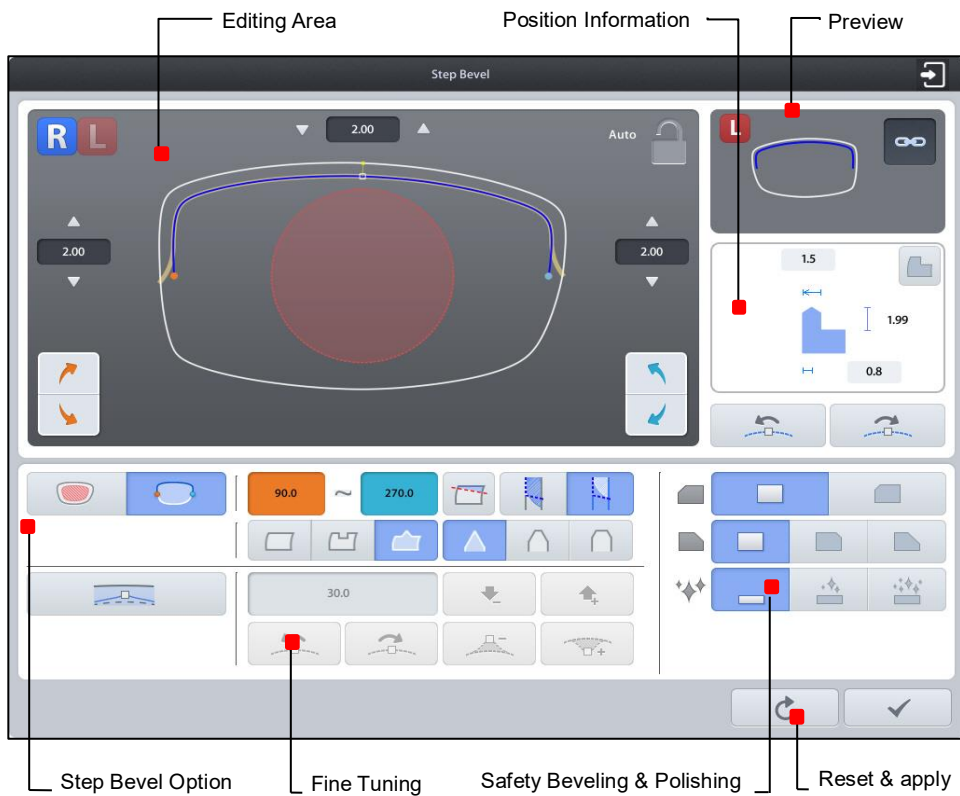 Editing Area
Position Information
Preview
Step Bevel
R L
2.00
Auto
L
2.00
2.00
1.5
1.99
0.8
90.0 ~ 270.0
30.0
Step Bevel Option
Fine Tuning
Safety Beveling & Polishing
Reset & apply